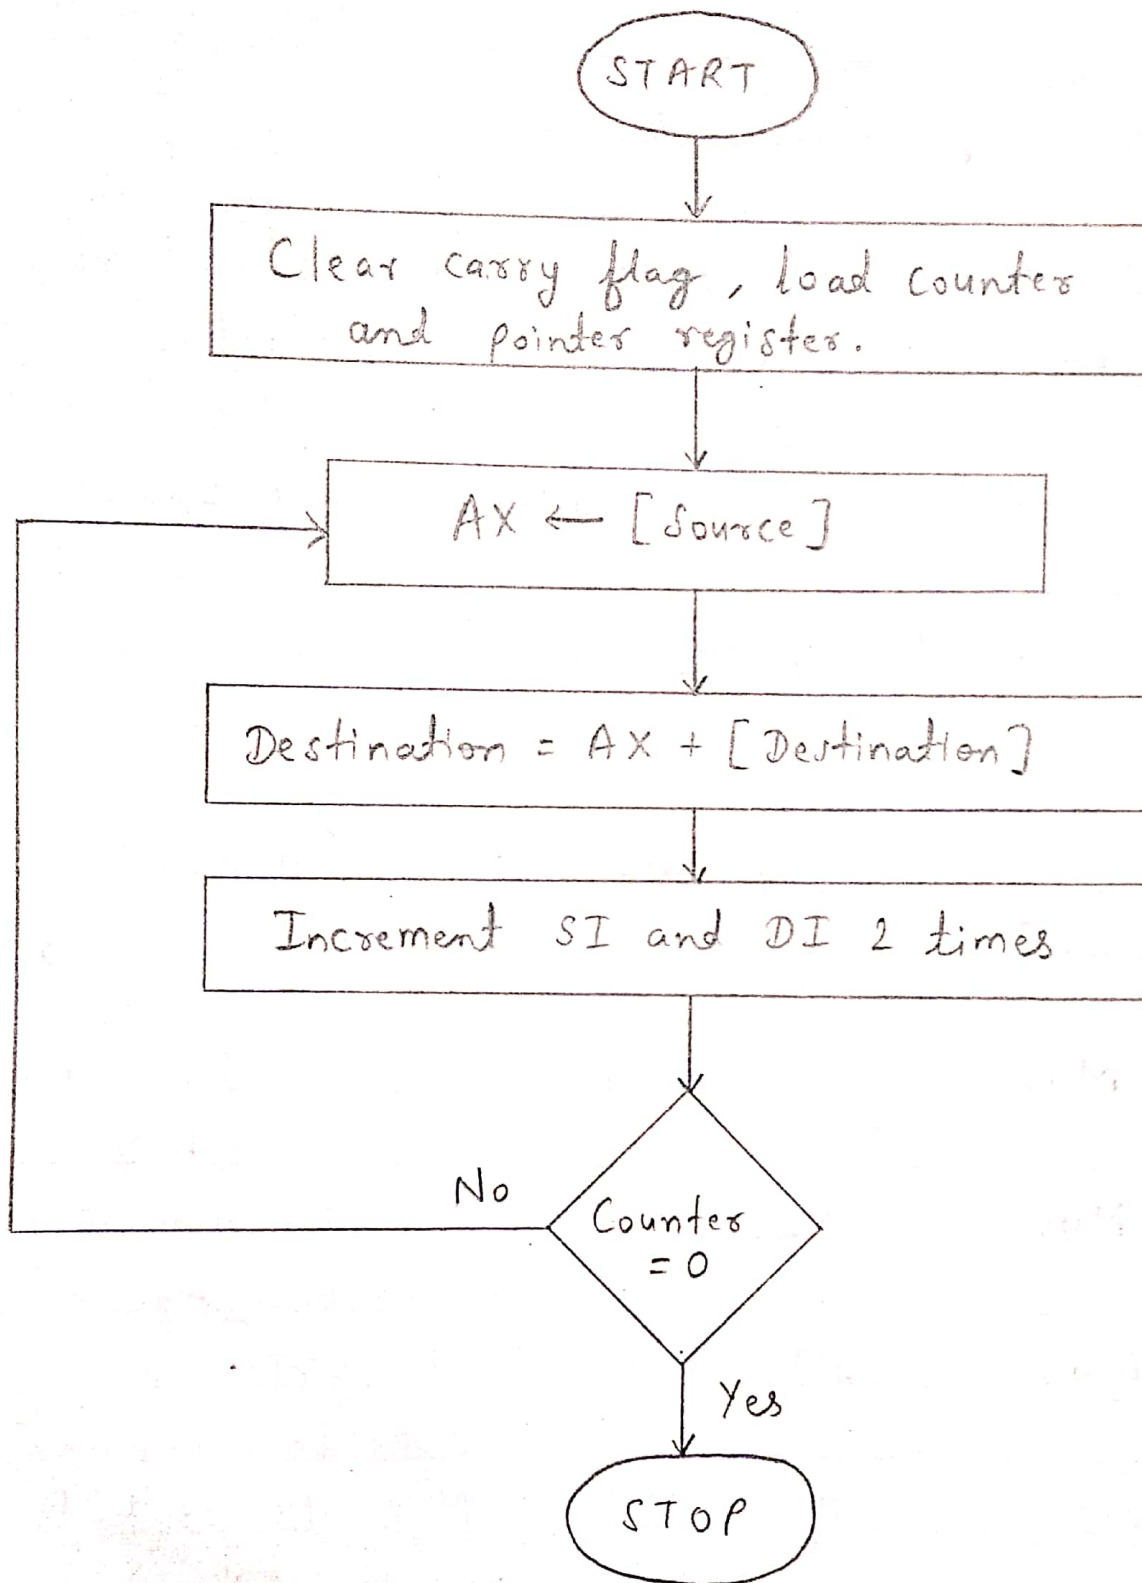 START
Clear carry flag, load counter
and pointer register.
AX ← [Source]
Destination = AX + [Destination]
Increment SI and DI 2 times
No
Counter
= 0
Yes
STOP